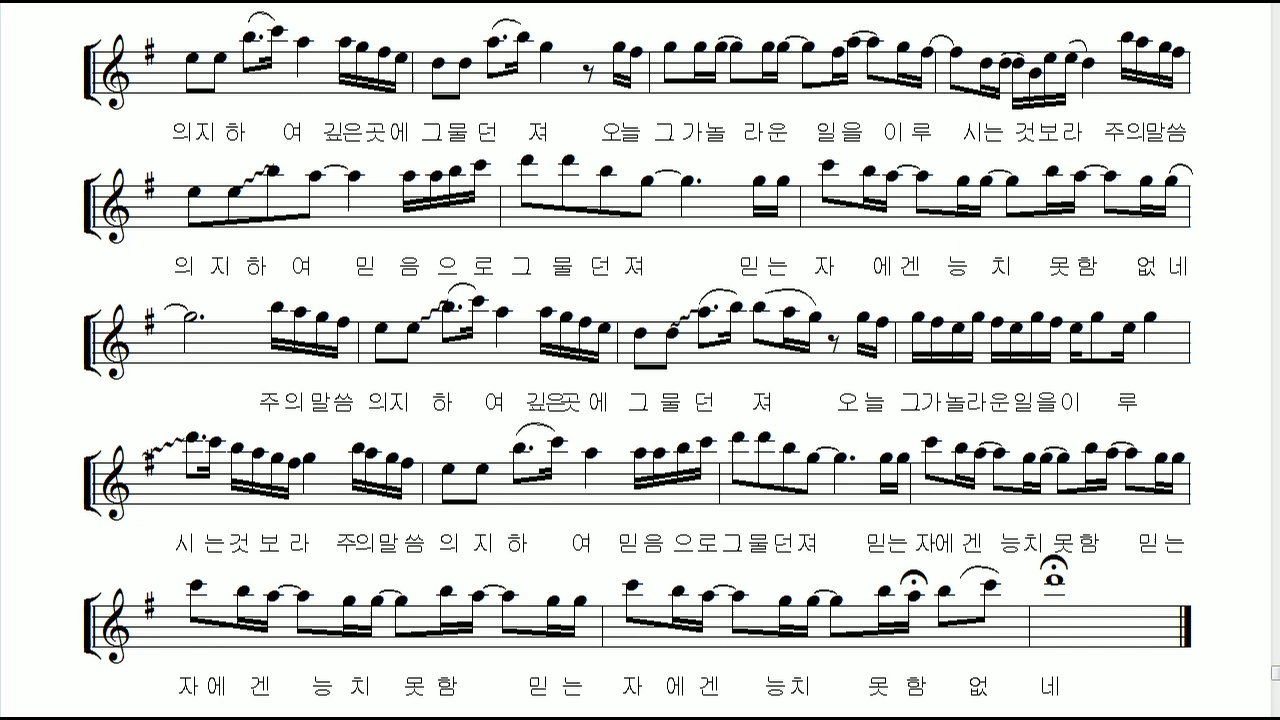 의지하 여 깊은곳에 그물 던 져 오늘 그 가놀 라운 일을 이 루 시는 것보라 주의말씀
의 지 하 여 믿 음 으 로 그 물 던 져 믿 는 자 에겐 능 치 못함 없네
주의 말씀 의지 하 여 깊은곳 에 그 물 던 져 오늘 그가놀라운일을이 루
시 는것 보 라 주의말씀 의 지 하 여 믿음 으로그물던져 믿는 자에 겐 능치 못함 믿는
자에 겐 능 치 못 함 믿 는 자 에겐 능치 못 함 없 네